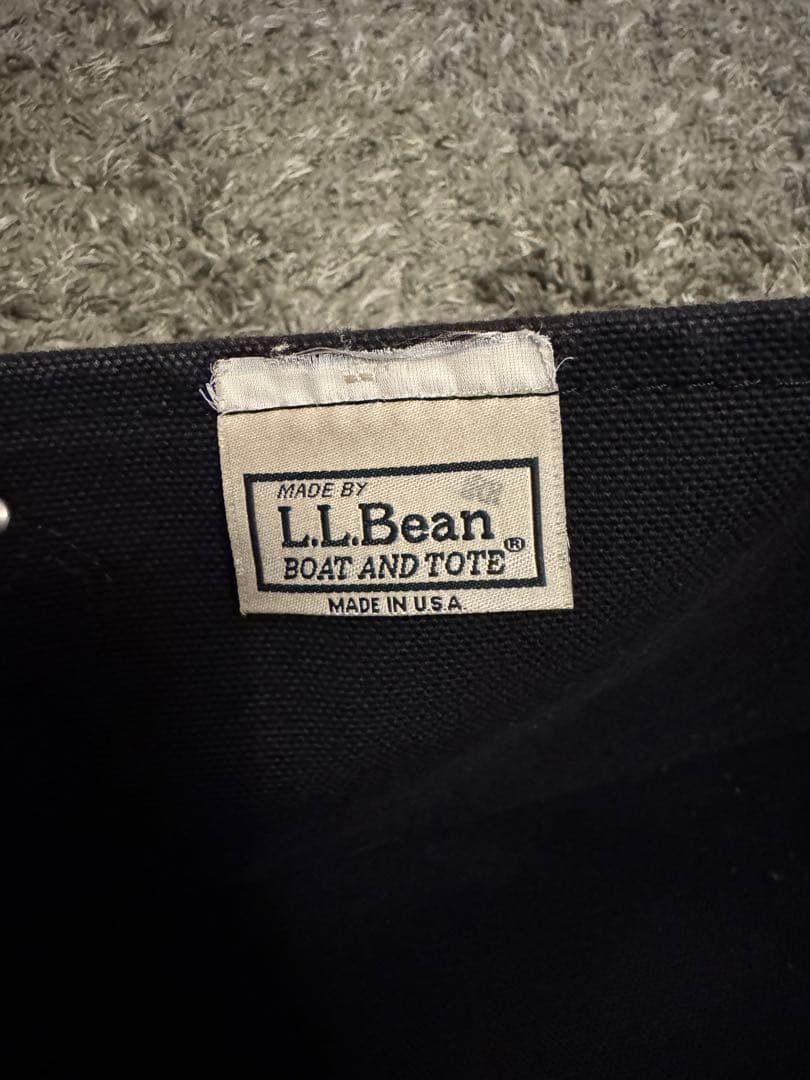 MADE BY
L.L.Bean
BOAT AND TOTE®
MADE IN U.S.A.